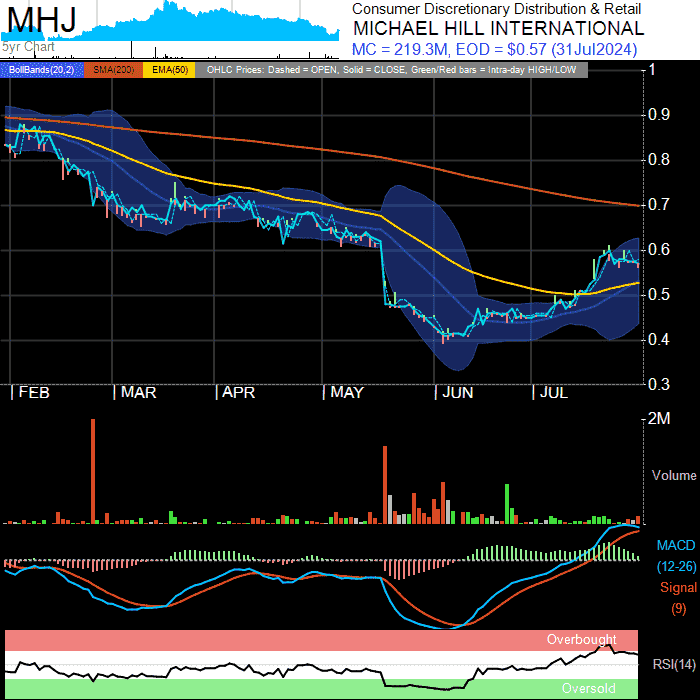 MHJ
5yr Chart
Consumer Discretionary Distribution & Retail
MICHAEL HILL INTERNATIONAL
MC = 219.3M, EOD = $0.57 (31Jul2024)
BollBands(20,2) SMA(200) EMA(50) OHLC Prices: Dashed = OPEN, Solid = CLOSE, Green/Red bars = Intra-day HIGH/LOW
1
0.9
0.8
0.7
0.6
0.5
0.4
0.3
FEB MAR APR MAY JUN JUL
2M
Volume
MACD
(12-26)
Signal
(9)
Overbought
RSI(14)
Oversold